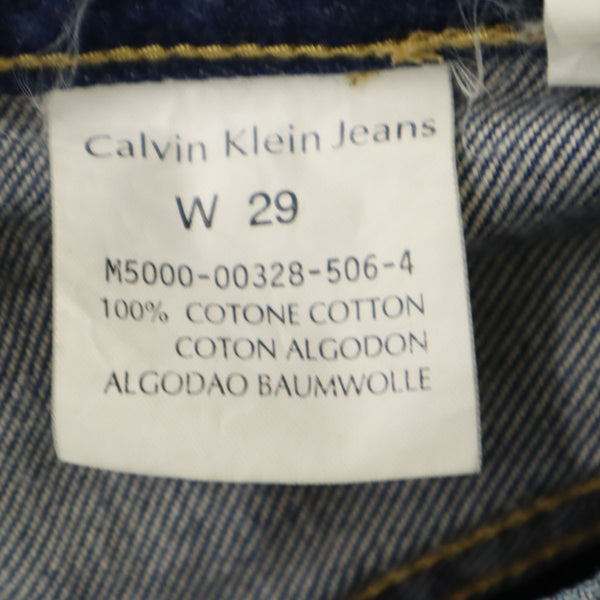 Calvin Klein Jeans
W 29
M5000-00328-506-4
100% COTONE COTTON
COTON ALGODON
ALGODAO BAUMWOLLE